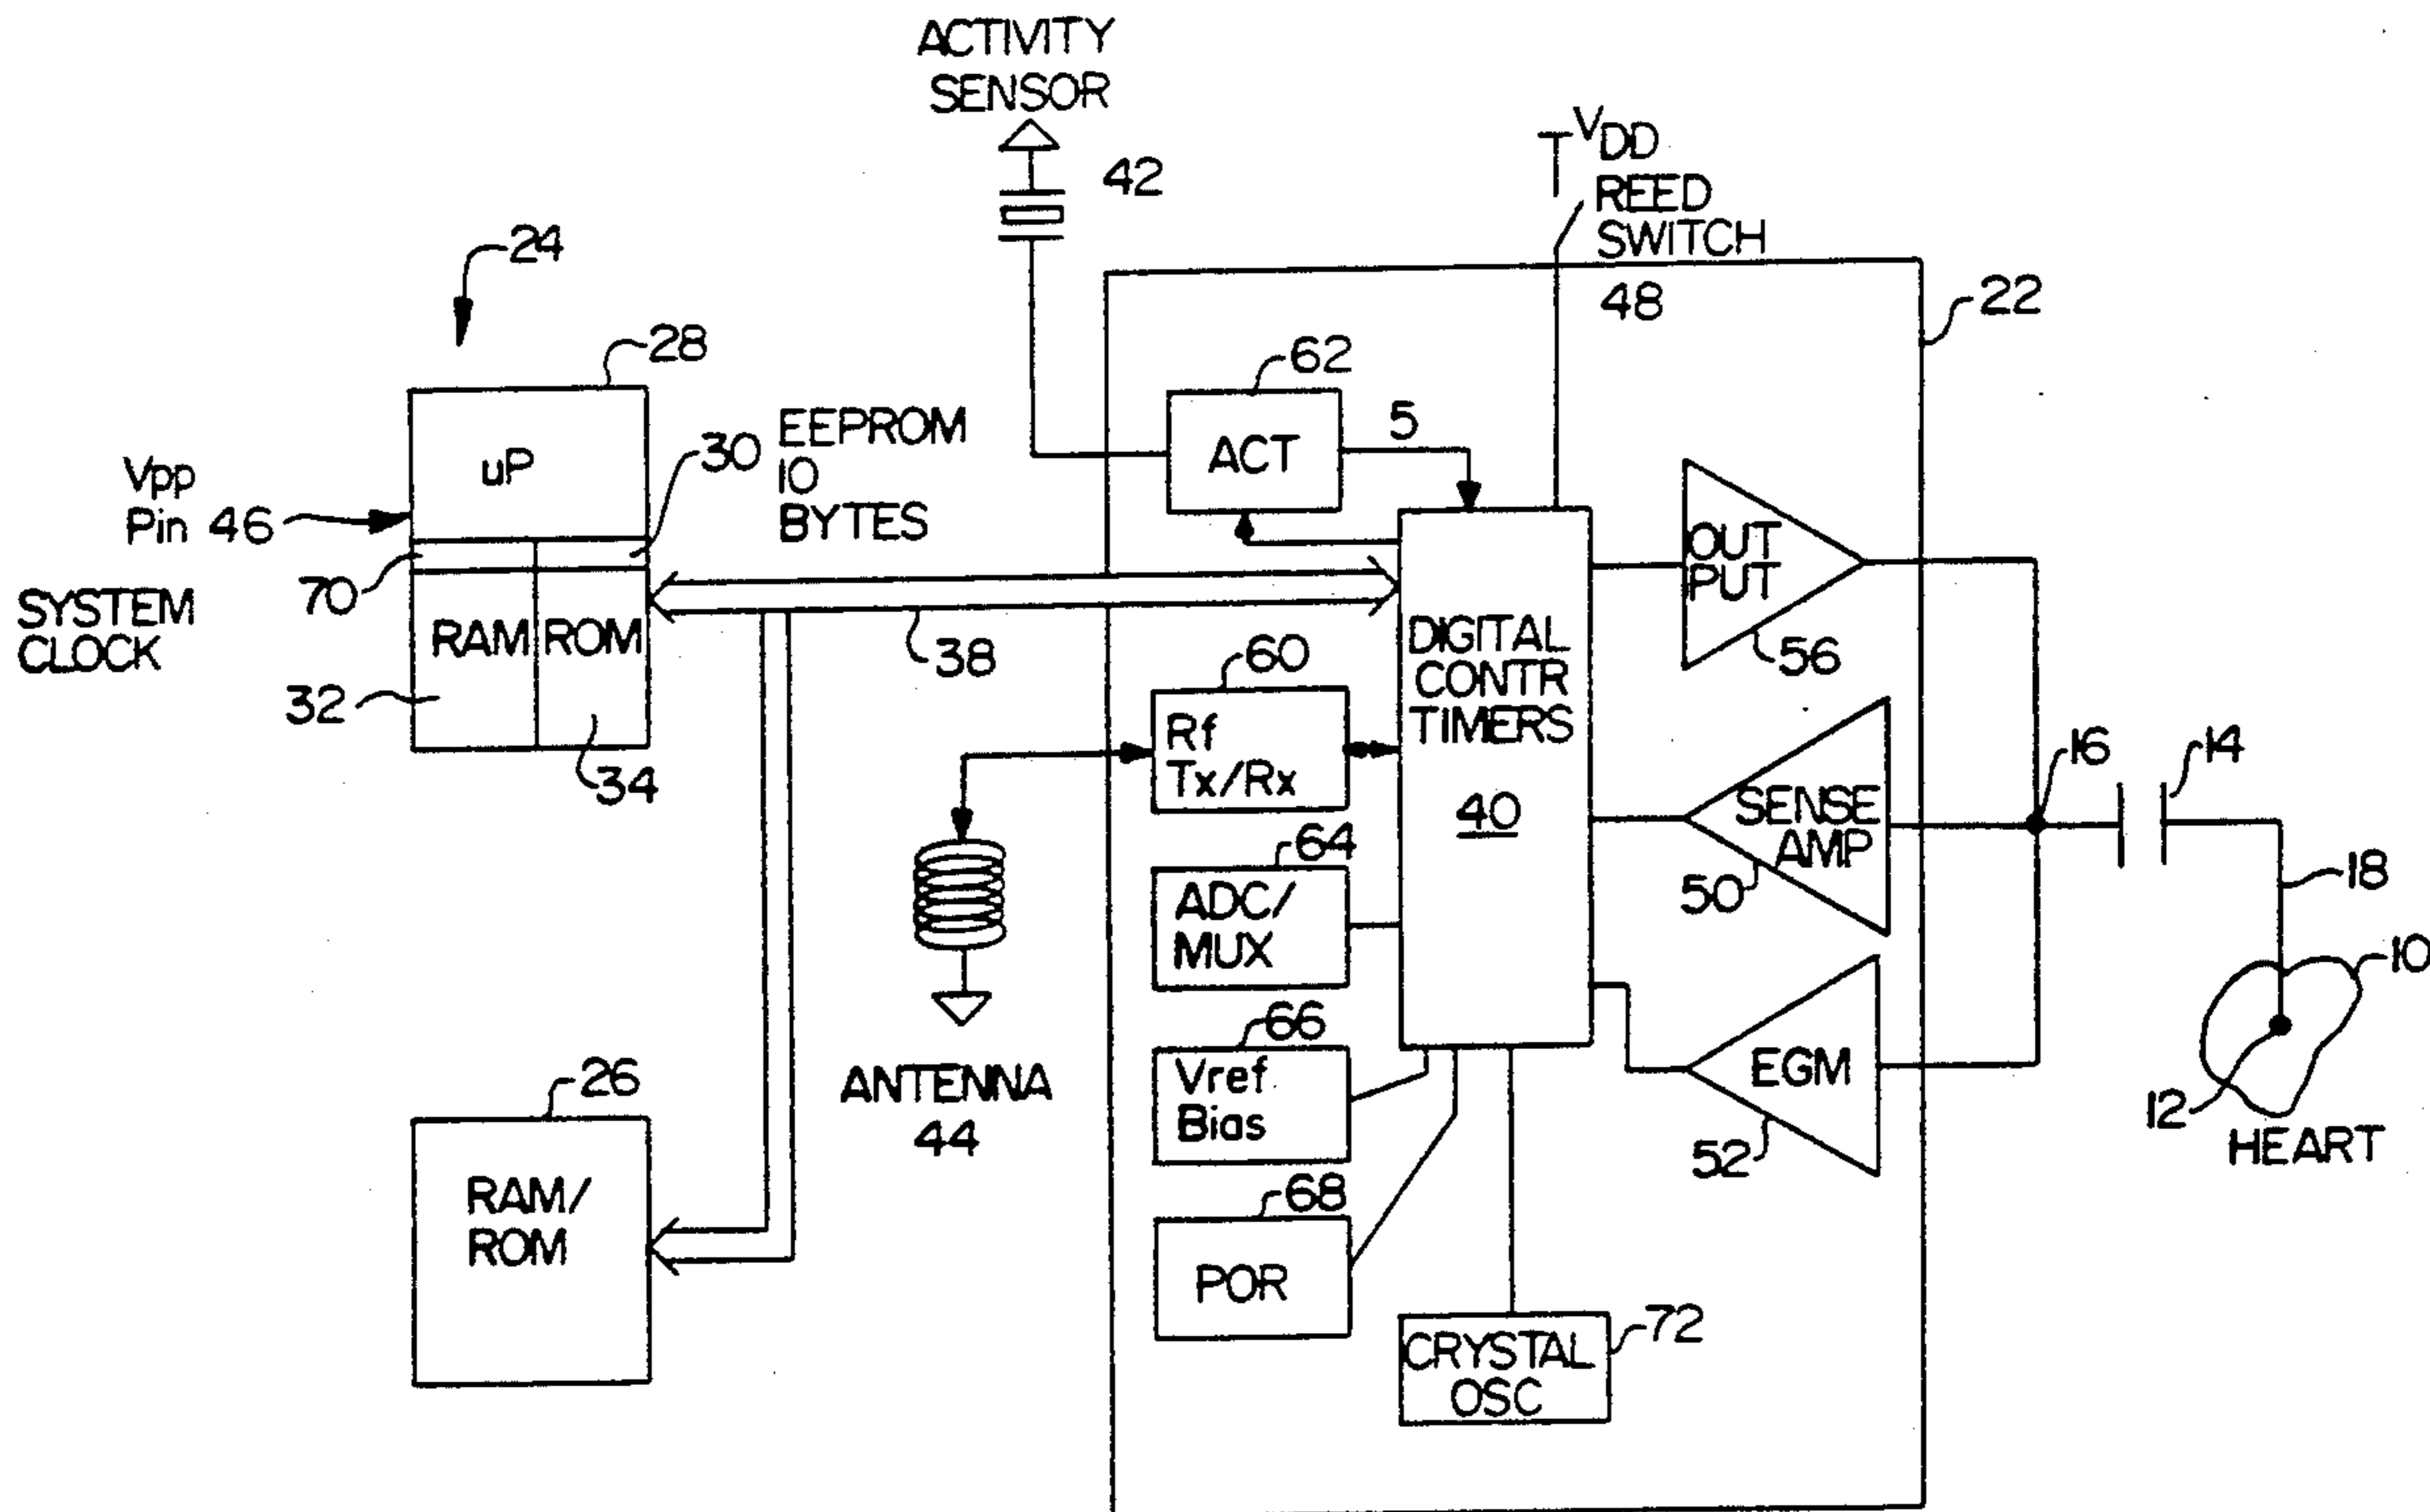 ACTIVITY
SENSOR
42
VDD
REED
SWITCH
48
22
24
28
uP
Vpp
Pin 46
30
EEPROM
10
BYTES
70
SYSTEM
CLOCK
RAM
ROM
32
34
38
62
ACT
5
OUT
PUT
56
DIGITAL
CONTR
TIMERS
40
60
Rf
Tx/Rx
SENSE
AMP
50
16
14
18
64
ADC/
MUX
ANTENNA
44
66
Vref
Bias
EGM
52
10
12
HEART
26
RAM/
ROM
68
POR
CRYSTAL
OSC
72